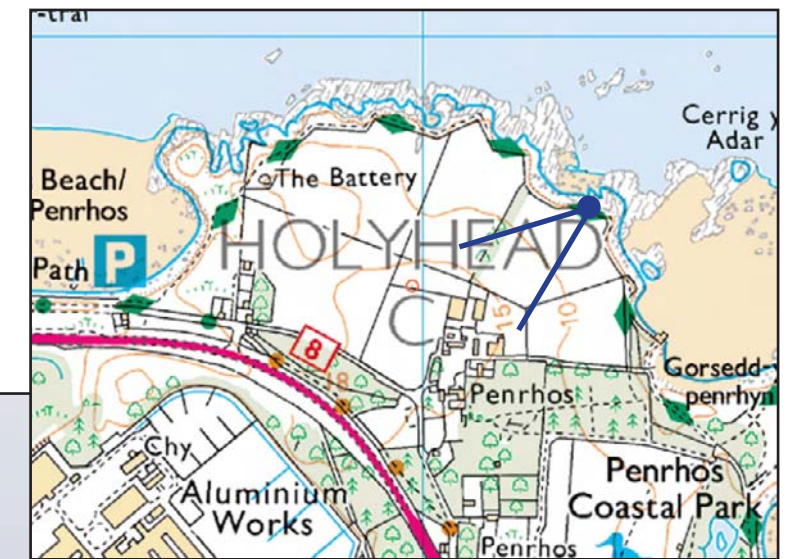 -trai
Cerrig y
Adar
Beach/
Penrhos
The Battery
HOLYHEAD
Path P
C
15
10
8
18
Gorsedd-y
penrhyn
Penrhos
Chy
Aluminium
Works
Penrhos
Coastal Park
Penrhos